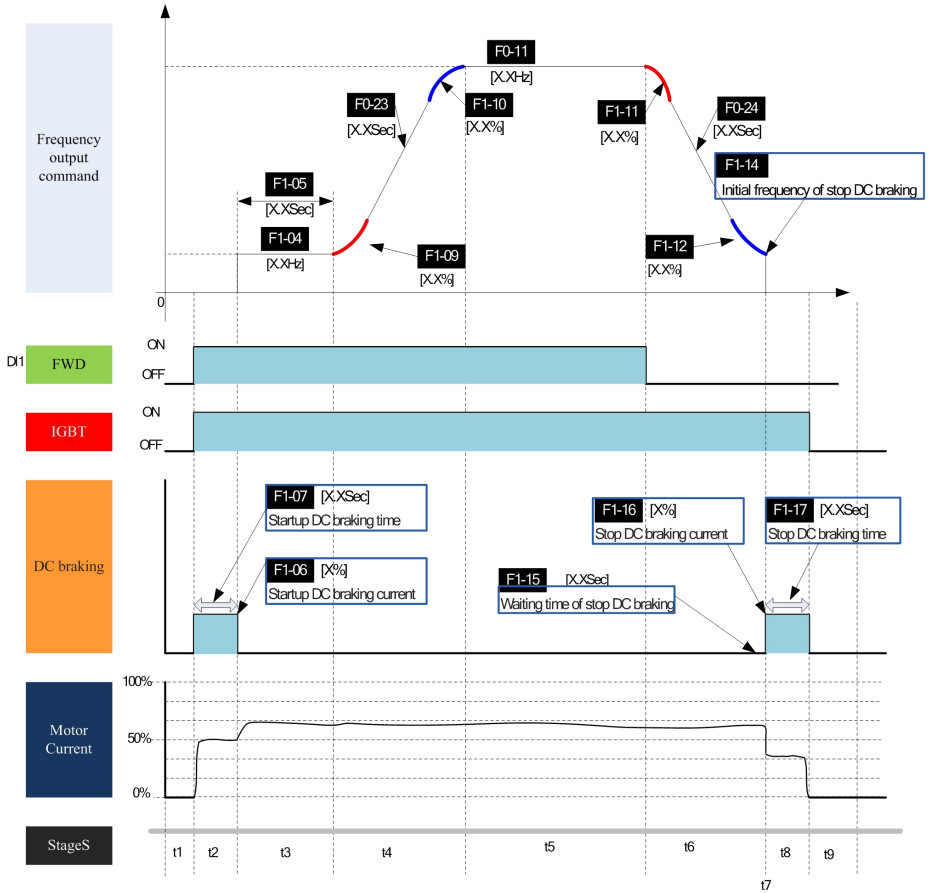 Frequency
output
command
F0-11
[X.XHz]
F0-23
[X.XSec]
F1-10
[X.X%]
F1-11
[X.X%]
F0-24
[X.XSec]
F1-14
Initial frequency of stop DC braking
F1-05
[X.XSec]
F1-04
[X.XHz]
F1-09
[X.X%]
F1-12
[X.X%]
0
DI1
FWD
ON
OFF
IGBT
ON
OFF
DC braking
F1-07 [X.XSec]
Startup DC braking time
F1-06 [X%]
Startup DC braking current
F1-16 [X%]
Stop DC braking current
F1-17 [X.XSec]
Stop DC braking time
F1-15 [X.XSec]
Waiting time of stop DC braking
Motor
Current
100%
50%
0%
StageS
t1 t2 t3 t4 t5 t6 t8 t9
t7